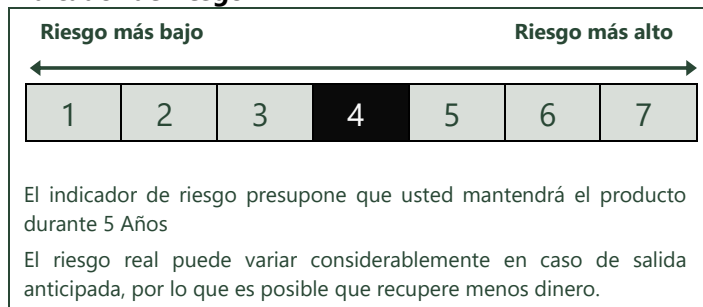 Riesgo más bajo Riesgo más alto
1 2 3 4 5 6 7
El indicador de riesgo presupone que usted mantendrá el producto
durante 5 Años
El riesgo real puede variar considerablemente en caso de salida
anticipada, por lo que es posible que recupere menos dinero.